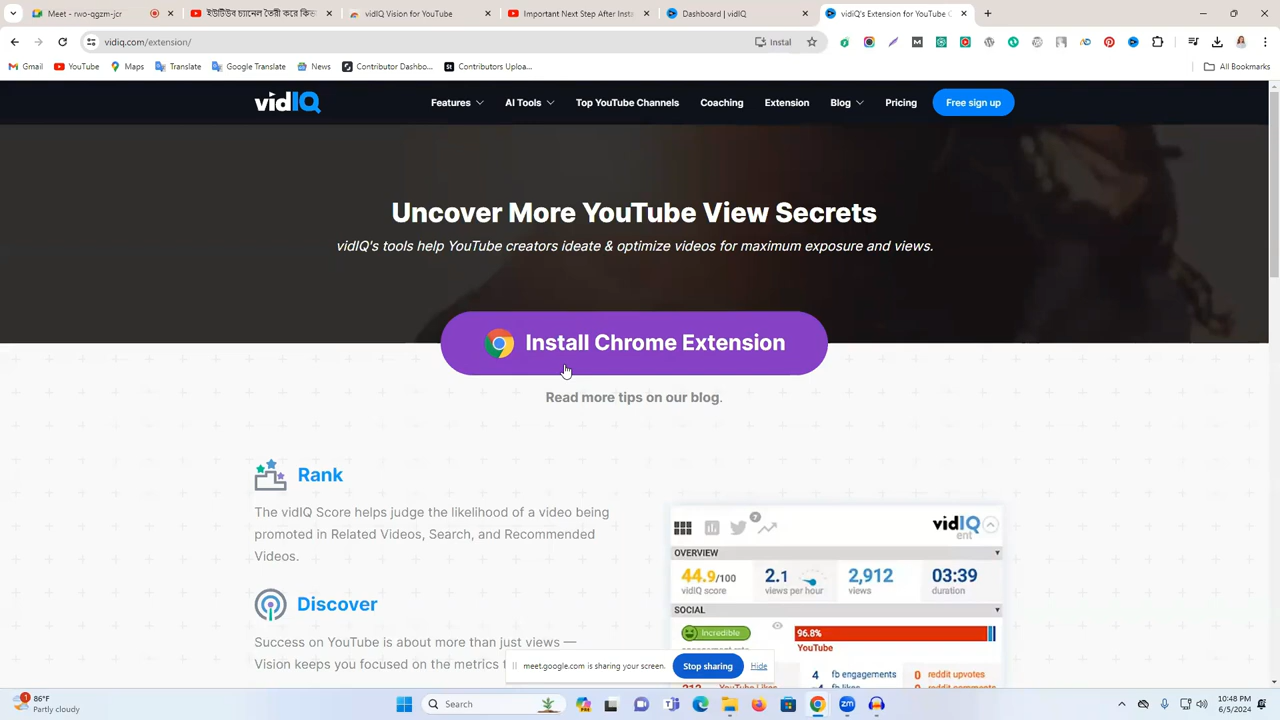 Meet - rwo-qgzm-rjc
vidIQ Vision for YouTube
Important Next Step After Insta
Dashboard | vidIQ
vidiQ's Extension for YouTube C
vidiq.com/extension/
Instal
Gmail
YouTube
Maps
Translate
Google Translate
News
Contributor Dashbo...
Contributors Uploa...
All Bookmarks
vidIQ
Features
AI Tools
Top YouTube Channels
Coaching
Extension
Blog
Pricing
Free sign up
Uncover More YouTube View Secrets
vidIQ's tools help YouTube creators ideate & optimize videos for maximum exposure and views.
Install Chrome Extension
Read more tips on our blog.
Rank
The vidIQ Score helps judge the likelihood of a video being
promoted in Related Videos, Search, and Recommended
Videos.
Discover
Success on YouTube is about more than just views —
Vision keeps you focused on the metrics t
vidIQ
ent
OVERVIEW
44.9/100
vidIQ score
2.1
views per hour
2,912
views
03:39
duration
SOCIAL
Incredible
96.8%
YouTube
4 fb engagements
0 reddit upvotes
meet.google.com is sharing your screen.
Stop sharing
Hide
86°F
Partly cloudy
Search
10:48 PM
6/5/2024